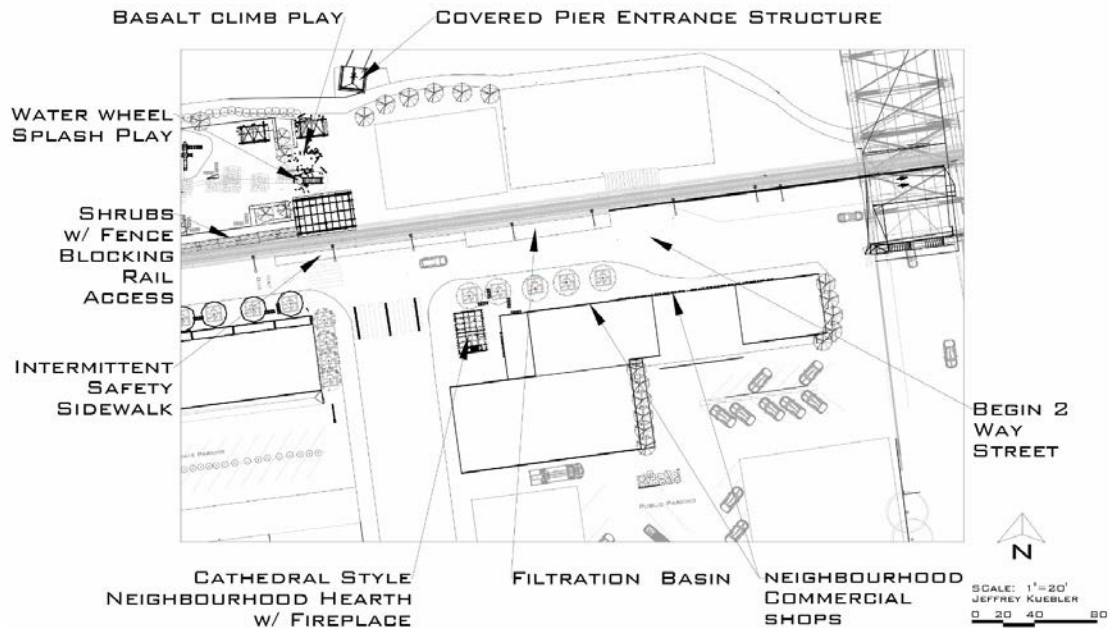 BASALT CLIMB PLAY
COVERED PIER ENTRANCE STRUCTURE
WATER WHEEL
SPLASH PLAY
SHRUBS
W/ FENCE
BLOCKING
RAIL
ACCESS
INTERMITTENT
SAFETY
SIDEWALK
BEGIN 2
WAY
STREET
PUBLIC PARKING
CATHEDRAL STYLE
NEIGHBOURHOOD HEARTH
W/ FIREPLACE
FILTRATION BASIN
NEIGHBOURHOOD
COMMERCIAL
SHOPS
N
SCALE: 1"=20'
JEFFREY KUEBLER
0 20 40 80